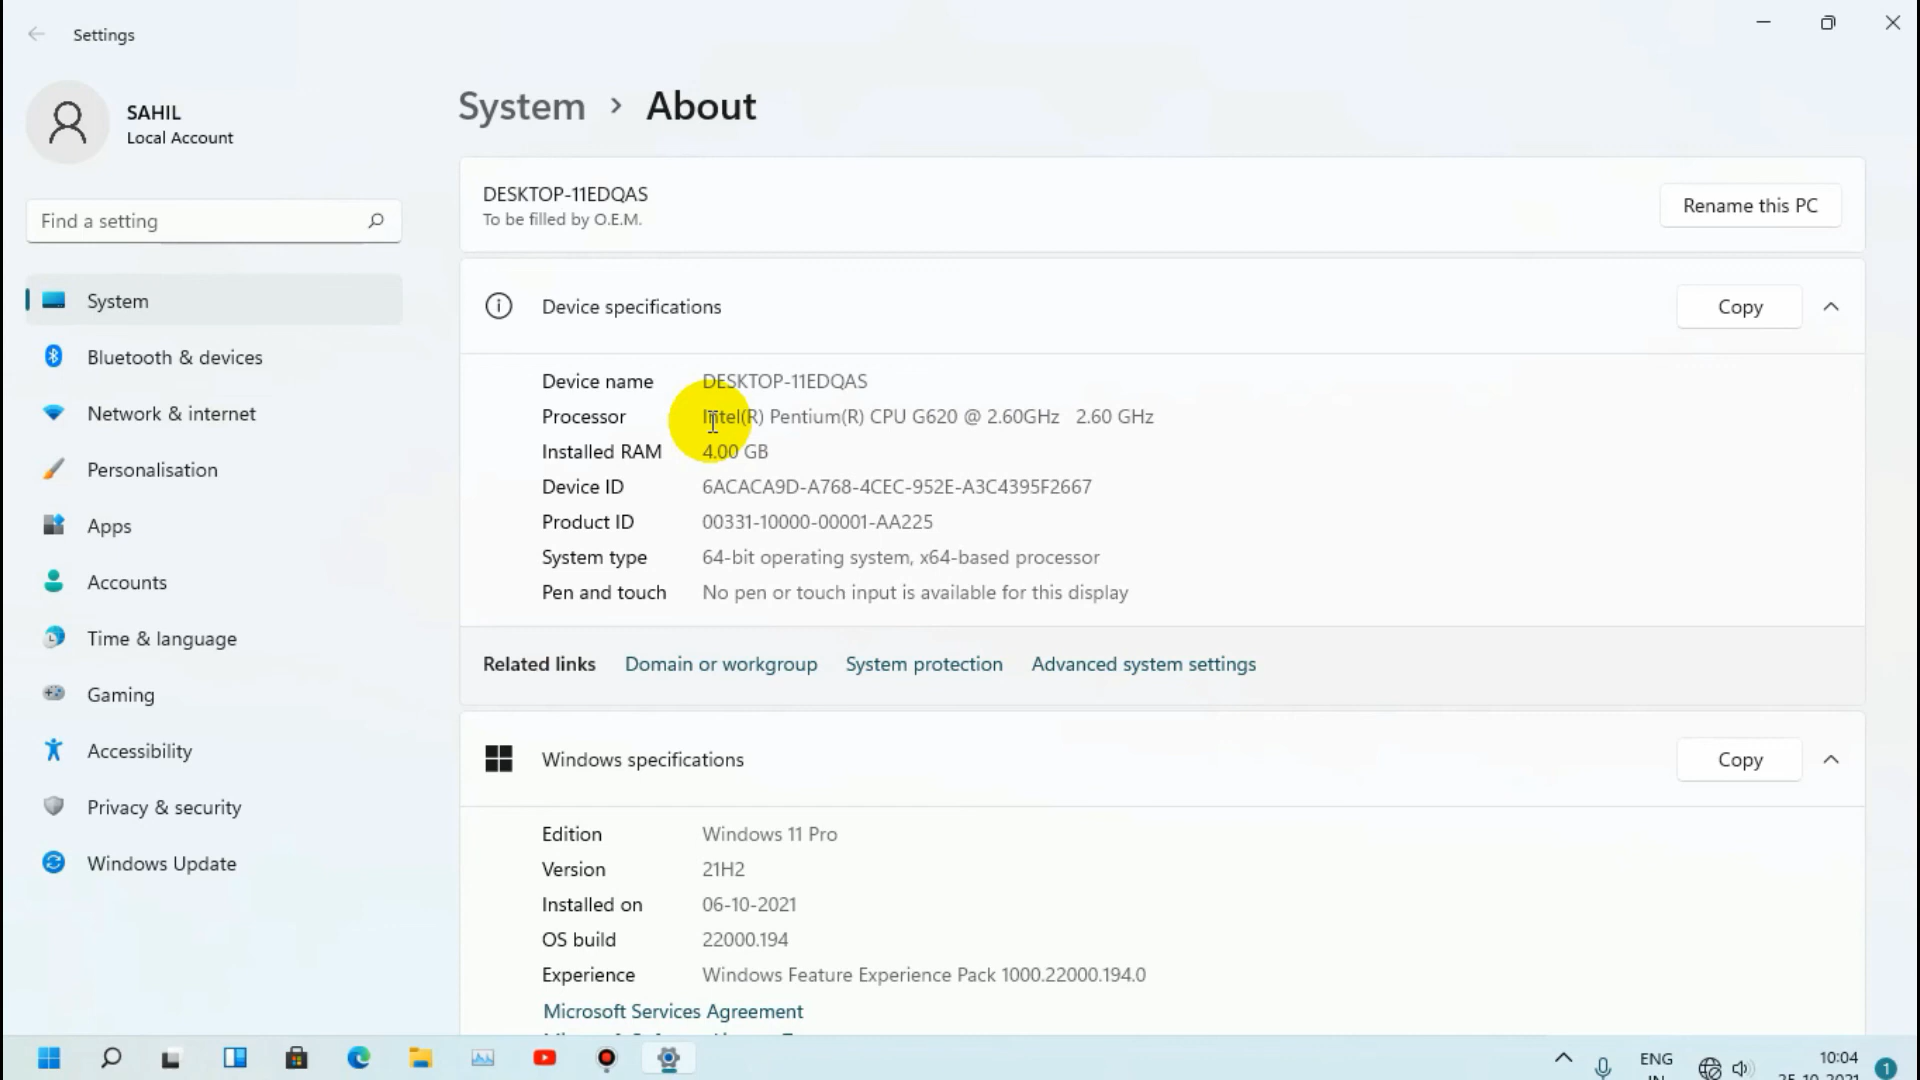 Settings
SAHIL
Local Account
Find a setting
System
Bluetooth & devices
Network & internet
Personalisation
Apps
Accounts
Time & language
Gaming
Accessibility
Privacy & security
Windows Update
System > About
DESKTOP-11EDQAS
To be filled by O.E.M.
Rename this PC
Device specifications
Copy
Device name DESKTOP-11EDQAS
Processor Intel(R) Pentium(R) CPU G620 @ 2.60GHz 2.60 GHz
Installed RAM 4.00 GB
Device ID 6ACACA9D-A768-4CEC-952E-A3C4395F2667
Product ID 00331-10000-00001-AA225
System type 64-bit operating system, x64-based processor
Pen and touch No pen or touch input is available for this display
Related links Domain or workgroup System protection Advanced system settings
Windows specifications
Copy
Edition Windows 11 Pro
Version 21H2
Installed on 06-10-2021
OS build 22000.194
Experience Windows Feature Experience Pack 1000.22000.194.0
Microsoft Services Agreement
ENG
10:04
25-10-2021
1